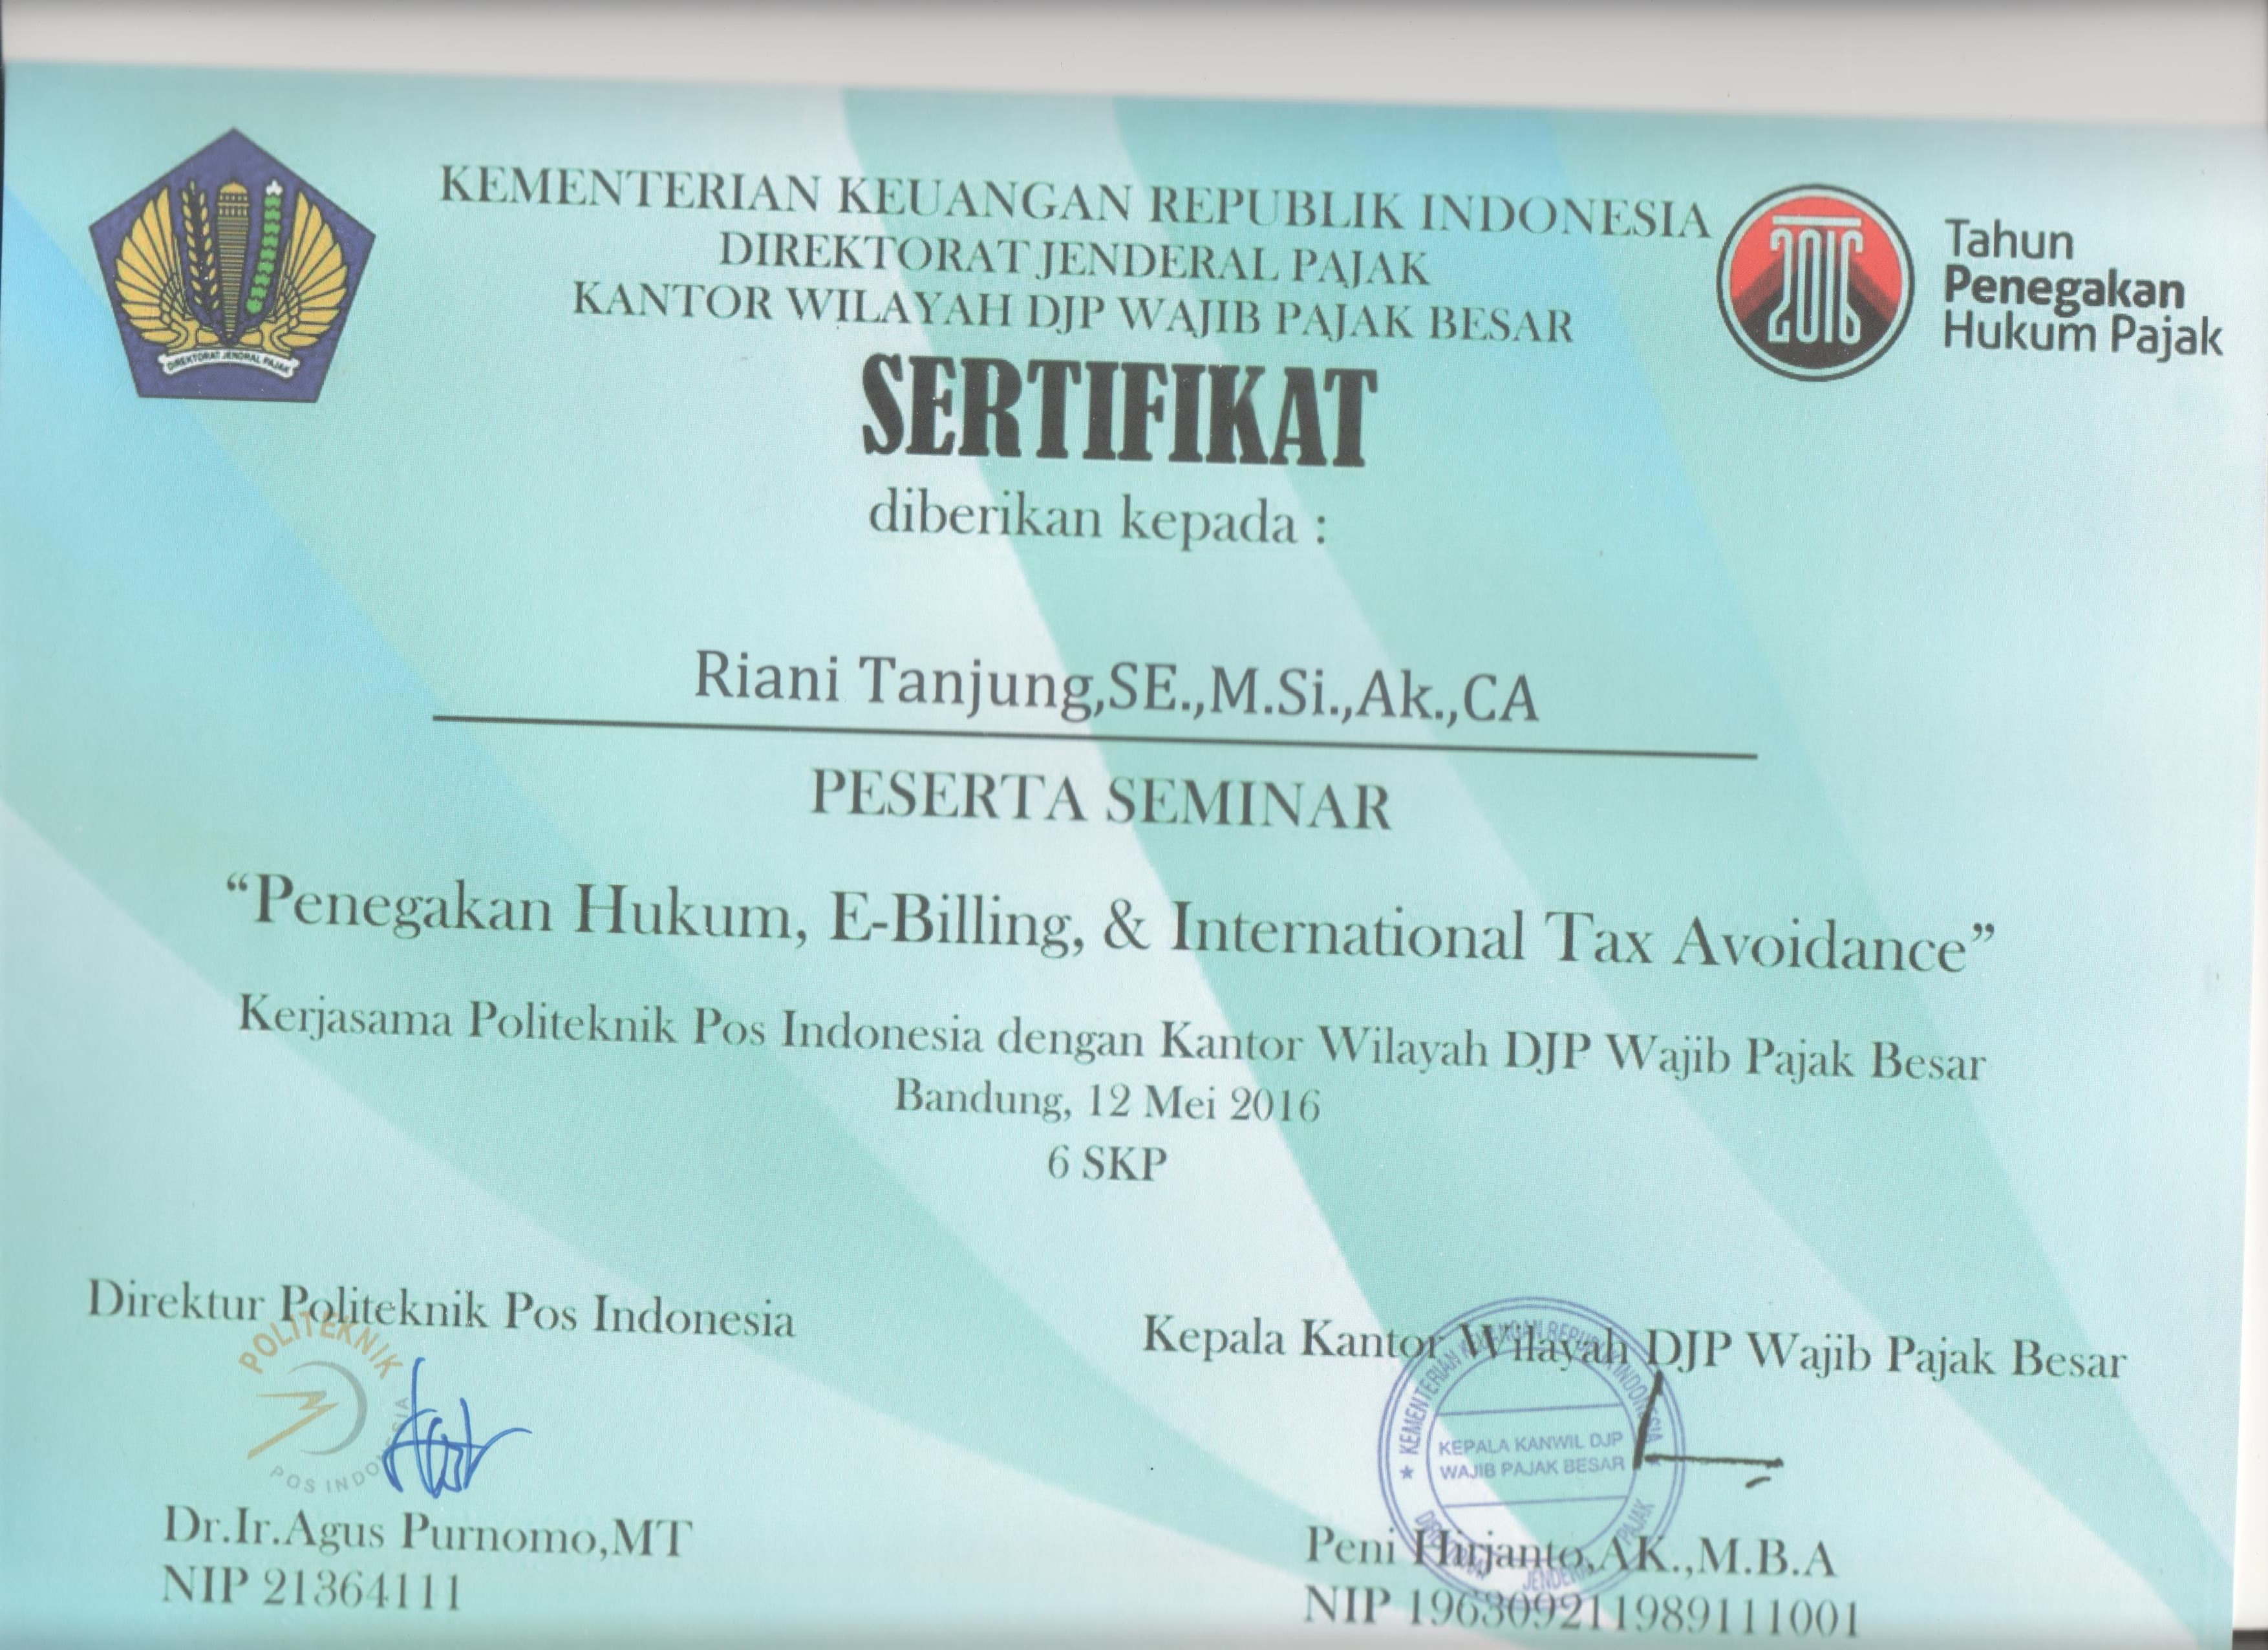 KEMENTERIAN KEUANGAN REPUBLIK INDONESIA
DIREKTORAT JENDERAL PAJAK
KANTOR WILAYAH DJP WAJIB PAJAK BESAR
DIREKTORAT JENDRAL PAJAK
2016
Tahun
Penegakan
Hukum Pajak
SERTIFIKAT
diberikan kepada :
Riani Tanjung,SE.,M.Si.,Ak.,CA
PESERTA SEMINAR
“Penegakan Hukum, E-Billing, & International Tax Avoidance”
Kerjasama Politeknik Pos Indonesia dengan Kantor Wilayah DJP Wajib Pajak Besar
Bandung, 12 Mei 2016
6 SKP
Direktur Politeknik Pos Indonesia
POLITEKNIK
POS INDONESIA
Dr.Ir.Agus Purnomo,MT
NIP 21364111
Kepala Kantor Wilayah DJP Wajib Pajak Besar
KEMENTERIAN KEUANGAN REPUBLIK INDONESIA
KEPALA KANWIL DJP
WAJIB PAJAK BESAR
DIREKTORAT JENDERAL PAJAK
Peni Hirjanto,AK.,M.B.A
NIP 196309211989111001